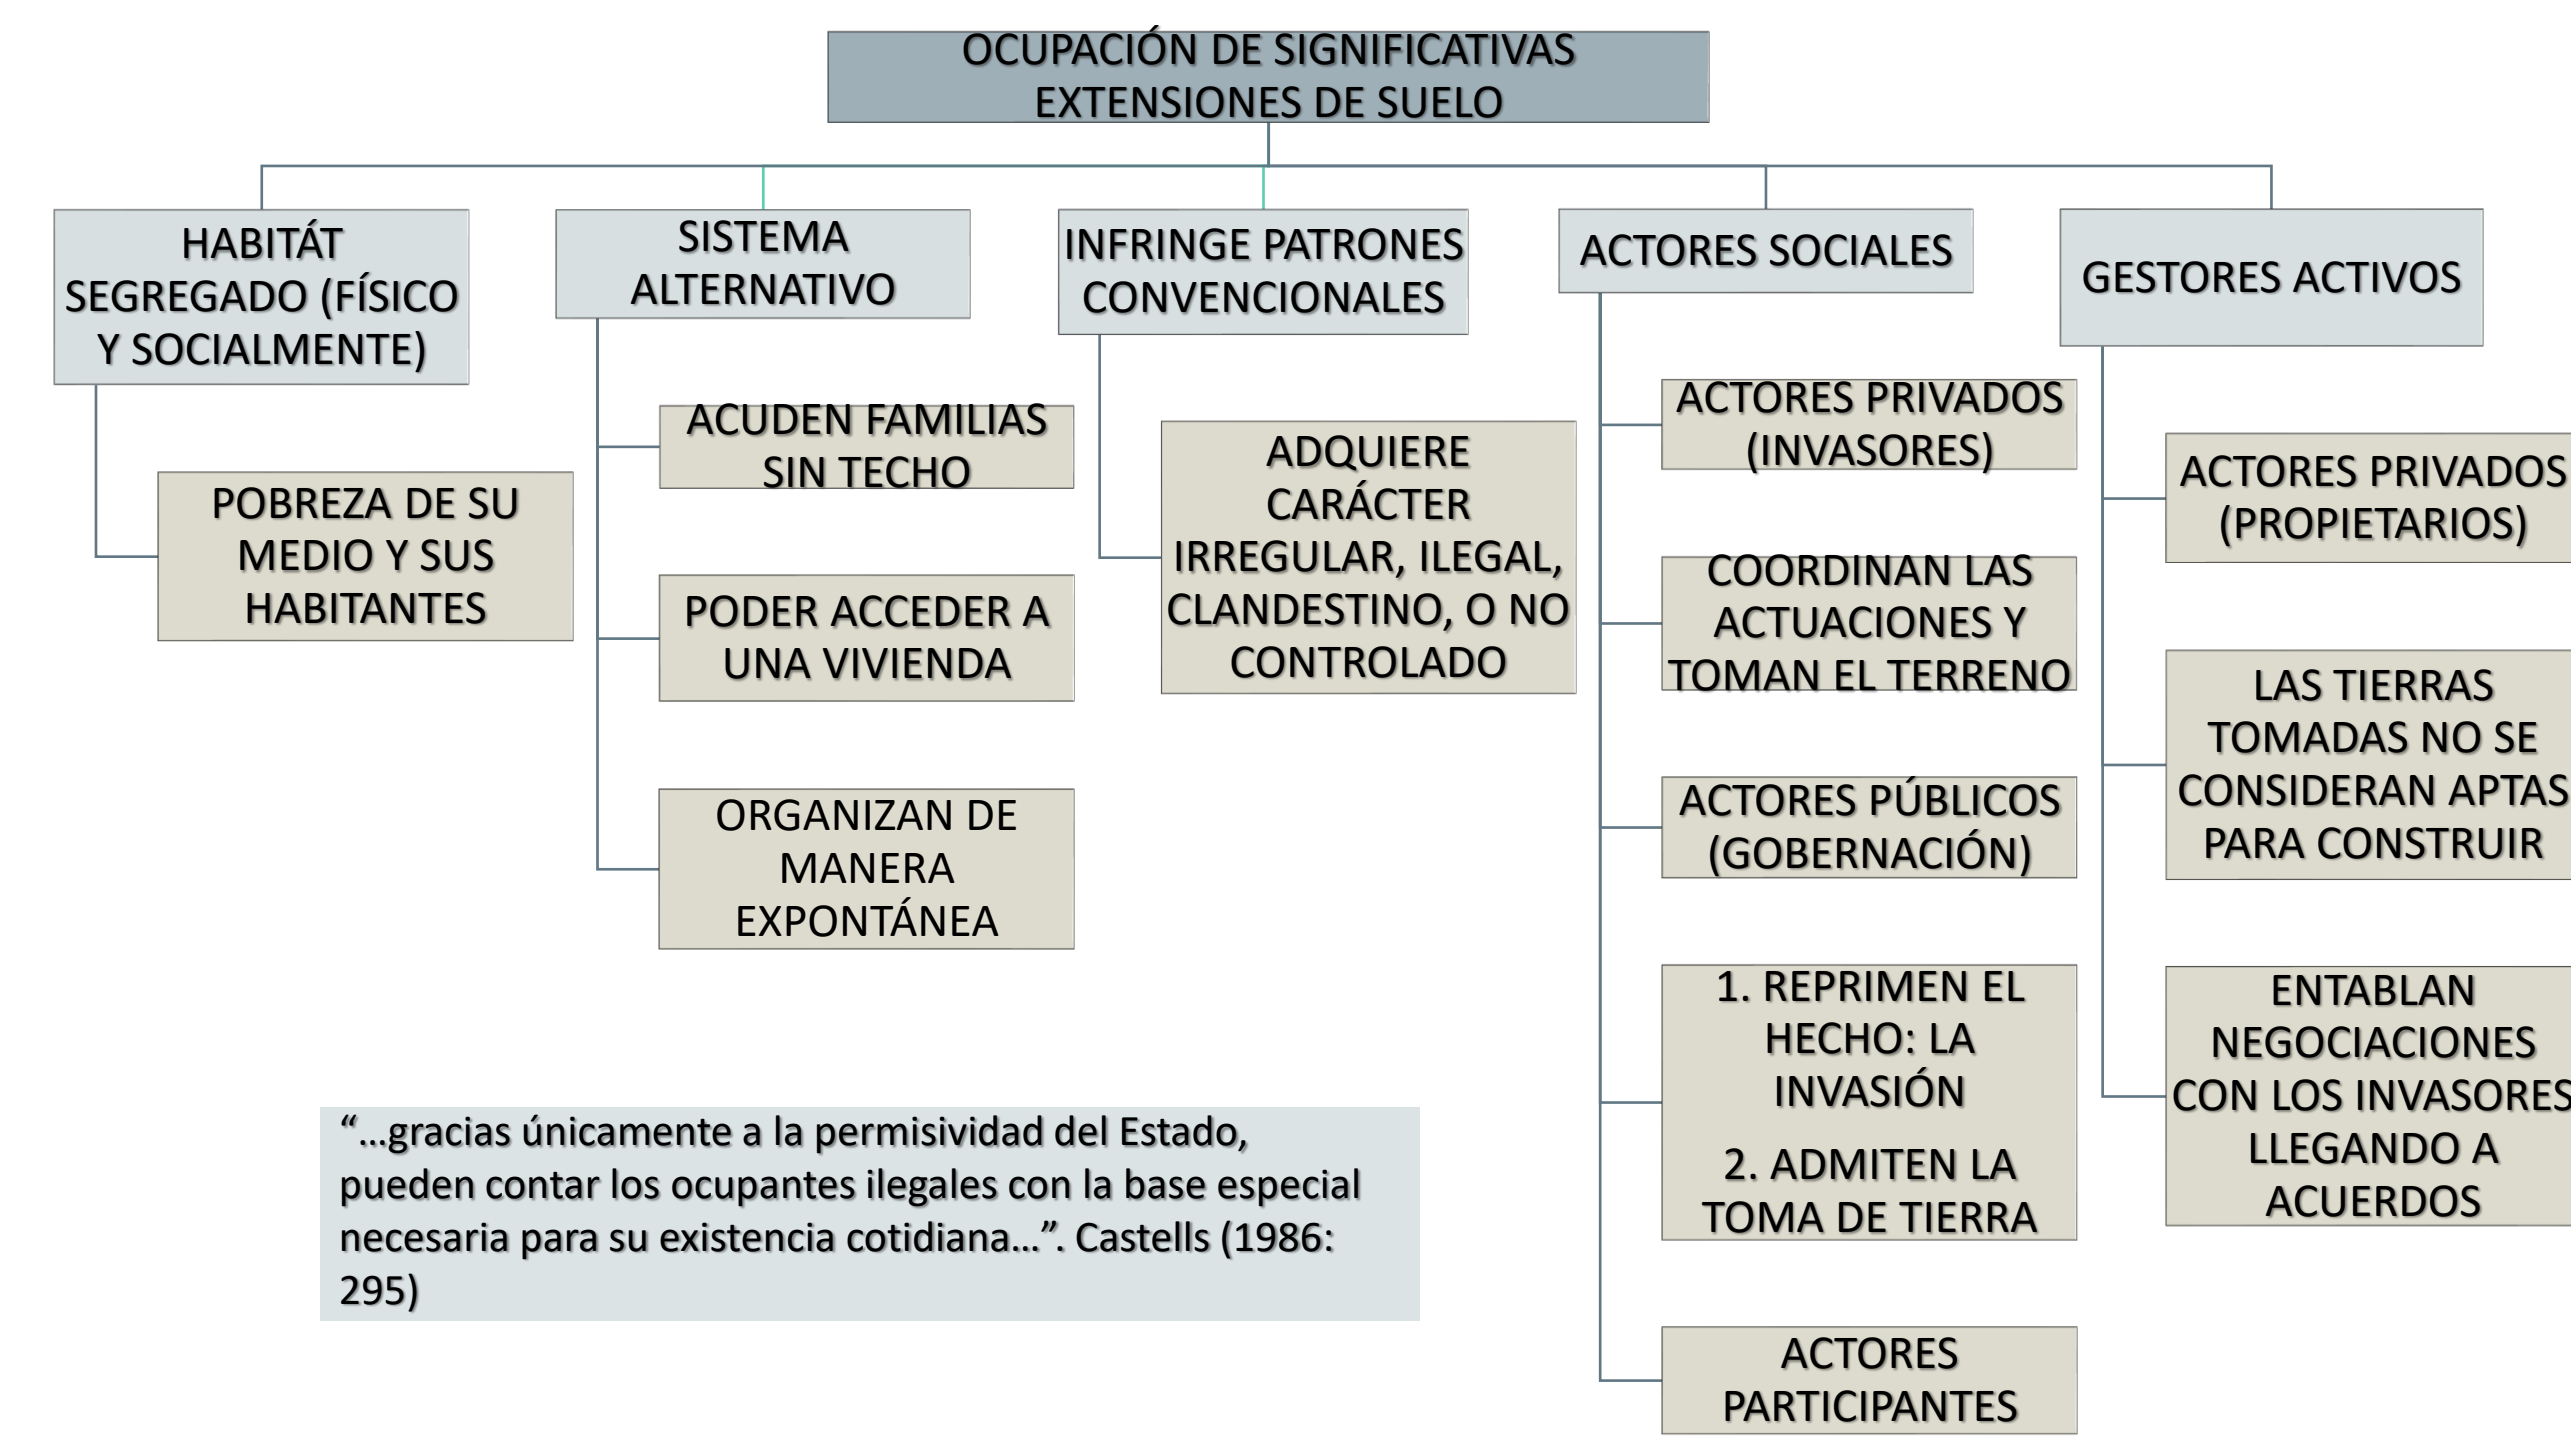 OCUPACIÓN DE SIGNIFICATIVAS
EXTENSIONES DE SUELO
HABITÁT
SEGREGADO (FÍSICO
Y SOCIALMENTE)
POBREZA DE SU
MEDIO Y SUS
HABITANTES
SISTEMA
ALTERNATIVO
ACUDEN FAMILIAS
SIN TECHO
PODER ACCEDER A
UNA VIVIENDA
ORGANIZAN DE
MANERA
EXPONTÁNEA
INFRINGE PATRONES
CONVENCIONALES
ADQUIERE
CARÁCTER
IRREGULAR, ILEGAL,
CLANDESTINO, O NO
CONTROLADO
ACTORES SOCIALES
ACTORES PRIVADOS
(INVASORES)
COORDINAN LAS
ACTUACIONES Y
TOMAN EL TERRENO
ACTORES PÚBLICOS
(GOBERNACIÓN)
1. REPRIMEN EL
HECHO: LA
INVASIÓN
2. ADMITEN LA
TOMA DE TIERRA
ACTORES
PARTICIPANTES
GESTORES ACTIVOS
ACTORES PRIVADOS
(PROPIETARIOS)
LAS TIERRAS
TOMADAS NO SE
CONSIDERAN APTAS
PARA CONSTRUIR
ENTABLAN
NEGOCIACIONES
CON LOS INVASORES
LLEGANDO A
ACUERDOS
“…gracias únicamente a la permisividad del Estado,
pueden contar los ocupantes ilegales con la base especial
necesaria para su existencia cotidiana…”. Castells (1986:
295)